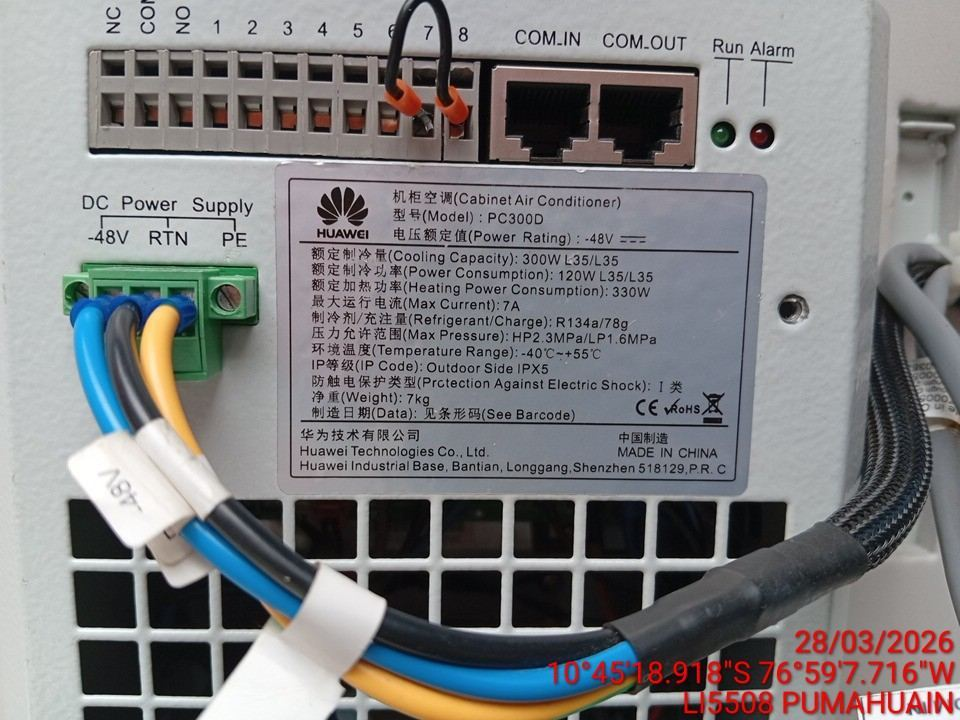 NC COM NO 1 2 3 4 5 6 7 8
COM_IN COM_OUT
Run Alarm
DC Power Supply
-48V RTN PE
HUAWEI
机柜空调(Cabinet Air Conditioner)
型号(Model) : PC300D
电压额定值(Power Rating) : -48V
额定制冷量(Cooling Capacity): 300W L35/L35
额定制冷功率(Power Consumption): 120W L35/L35
额定加热功率(Heating Power Consumption): 330W
最大运行电流(Max Current): 7A
制冷剂/充注量(Refrigerant/Charge): R134a/78g
压力允许范围(Max Pressure): HP2.3MPa/LP1.6MPa
环境温度(Temperature Range): -40℃~+55℃
IP等级(IP Code): Outdoor Side IPX5
防触电保护类型(Protection Against Electric Shock): I 类
净重(Weight): 7kg
制造日期(Data): 见条形码(See Barcode)
CE RoHS
华为技术有限公司
中国制造
Huawei Technologies Co., Ltd.
MADE IN CHINA
Huawei Industrial Base, Bantian, Longgang, Shenzhen 518129, P.R. C
-48V
28/03/2026
10°45'18.918"S 76°59'7.716"W
LI5508 PUMAHUAIN